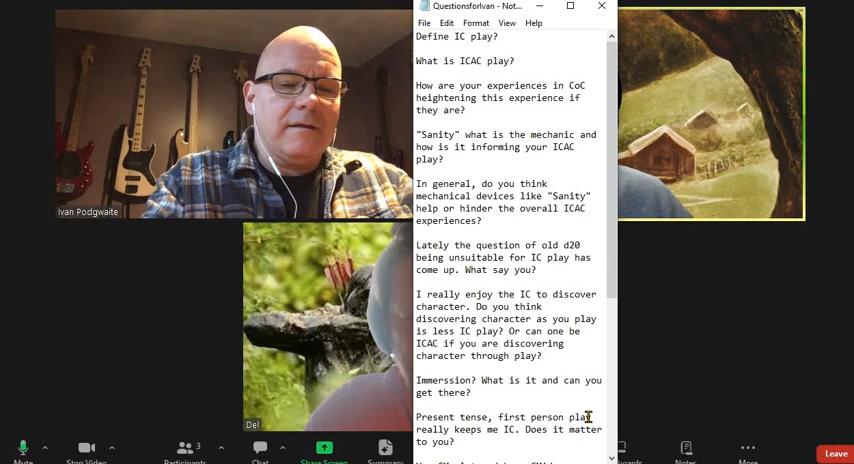 QuestionsforIvan - Not...
File Edit Format View Help
Define IC play?
What is ICAC play?
How are your experiences in CoC
heightening this experience if
they are?
"Sanity" what is the mechanic and
how is it informing your ICAC
play?
In general, do you think
mechanical devices like "Sanity"
help or hinder the overall ICAC
experiences?
Lately the question of old d20
being unsuitable for IC play has
come up. What say you?
I really enjoy the IC to discover
character. Do you think
discovering character as you play
is less IC play? Or can one be
ICAC if you are discovering
character through play?
Immerssion? What is it and can you
get there?
Present tense, first person play
really keeps me IC. Does it matter
to you?
Ivan Podgwaite
Del
3
Mute Stop Video Participants Chat Share Screen Summary Notes More
Leave